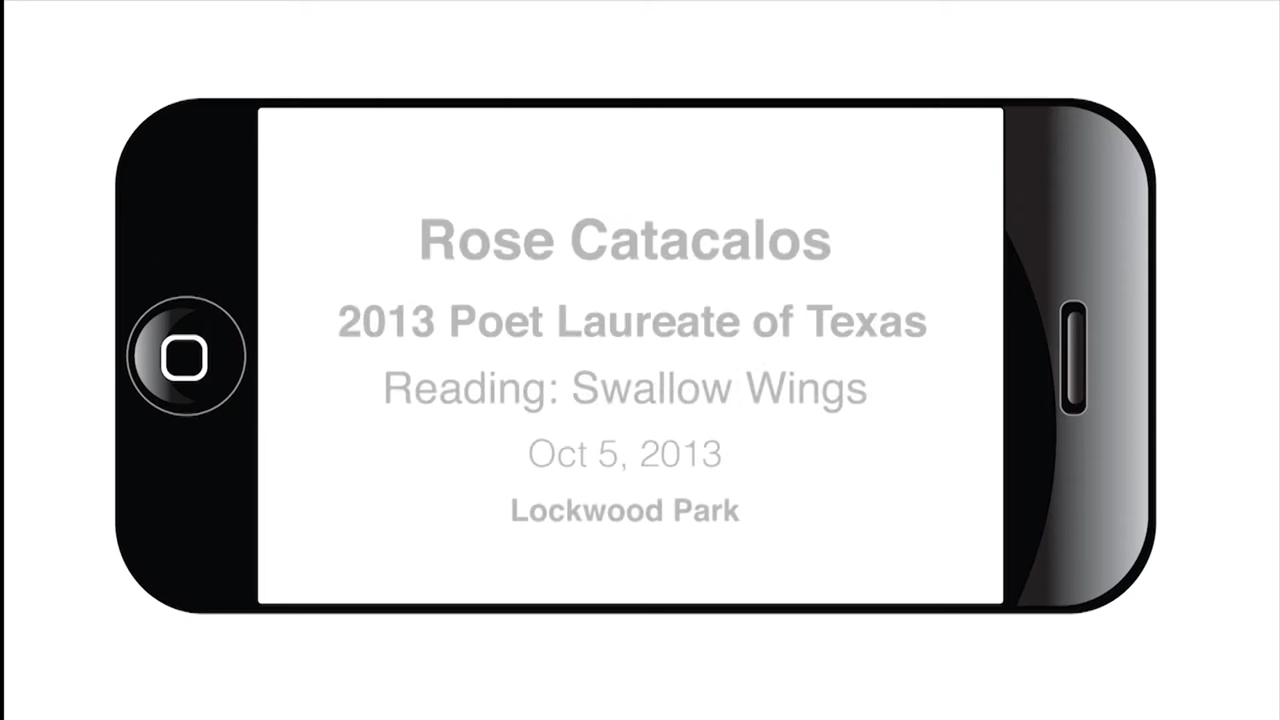 Rose Catacalos
2013 Poet Laureate of Texas
Reading: Swallow Wings
Oct 5, 2013
Lockwood Park